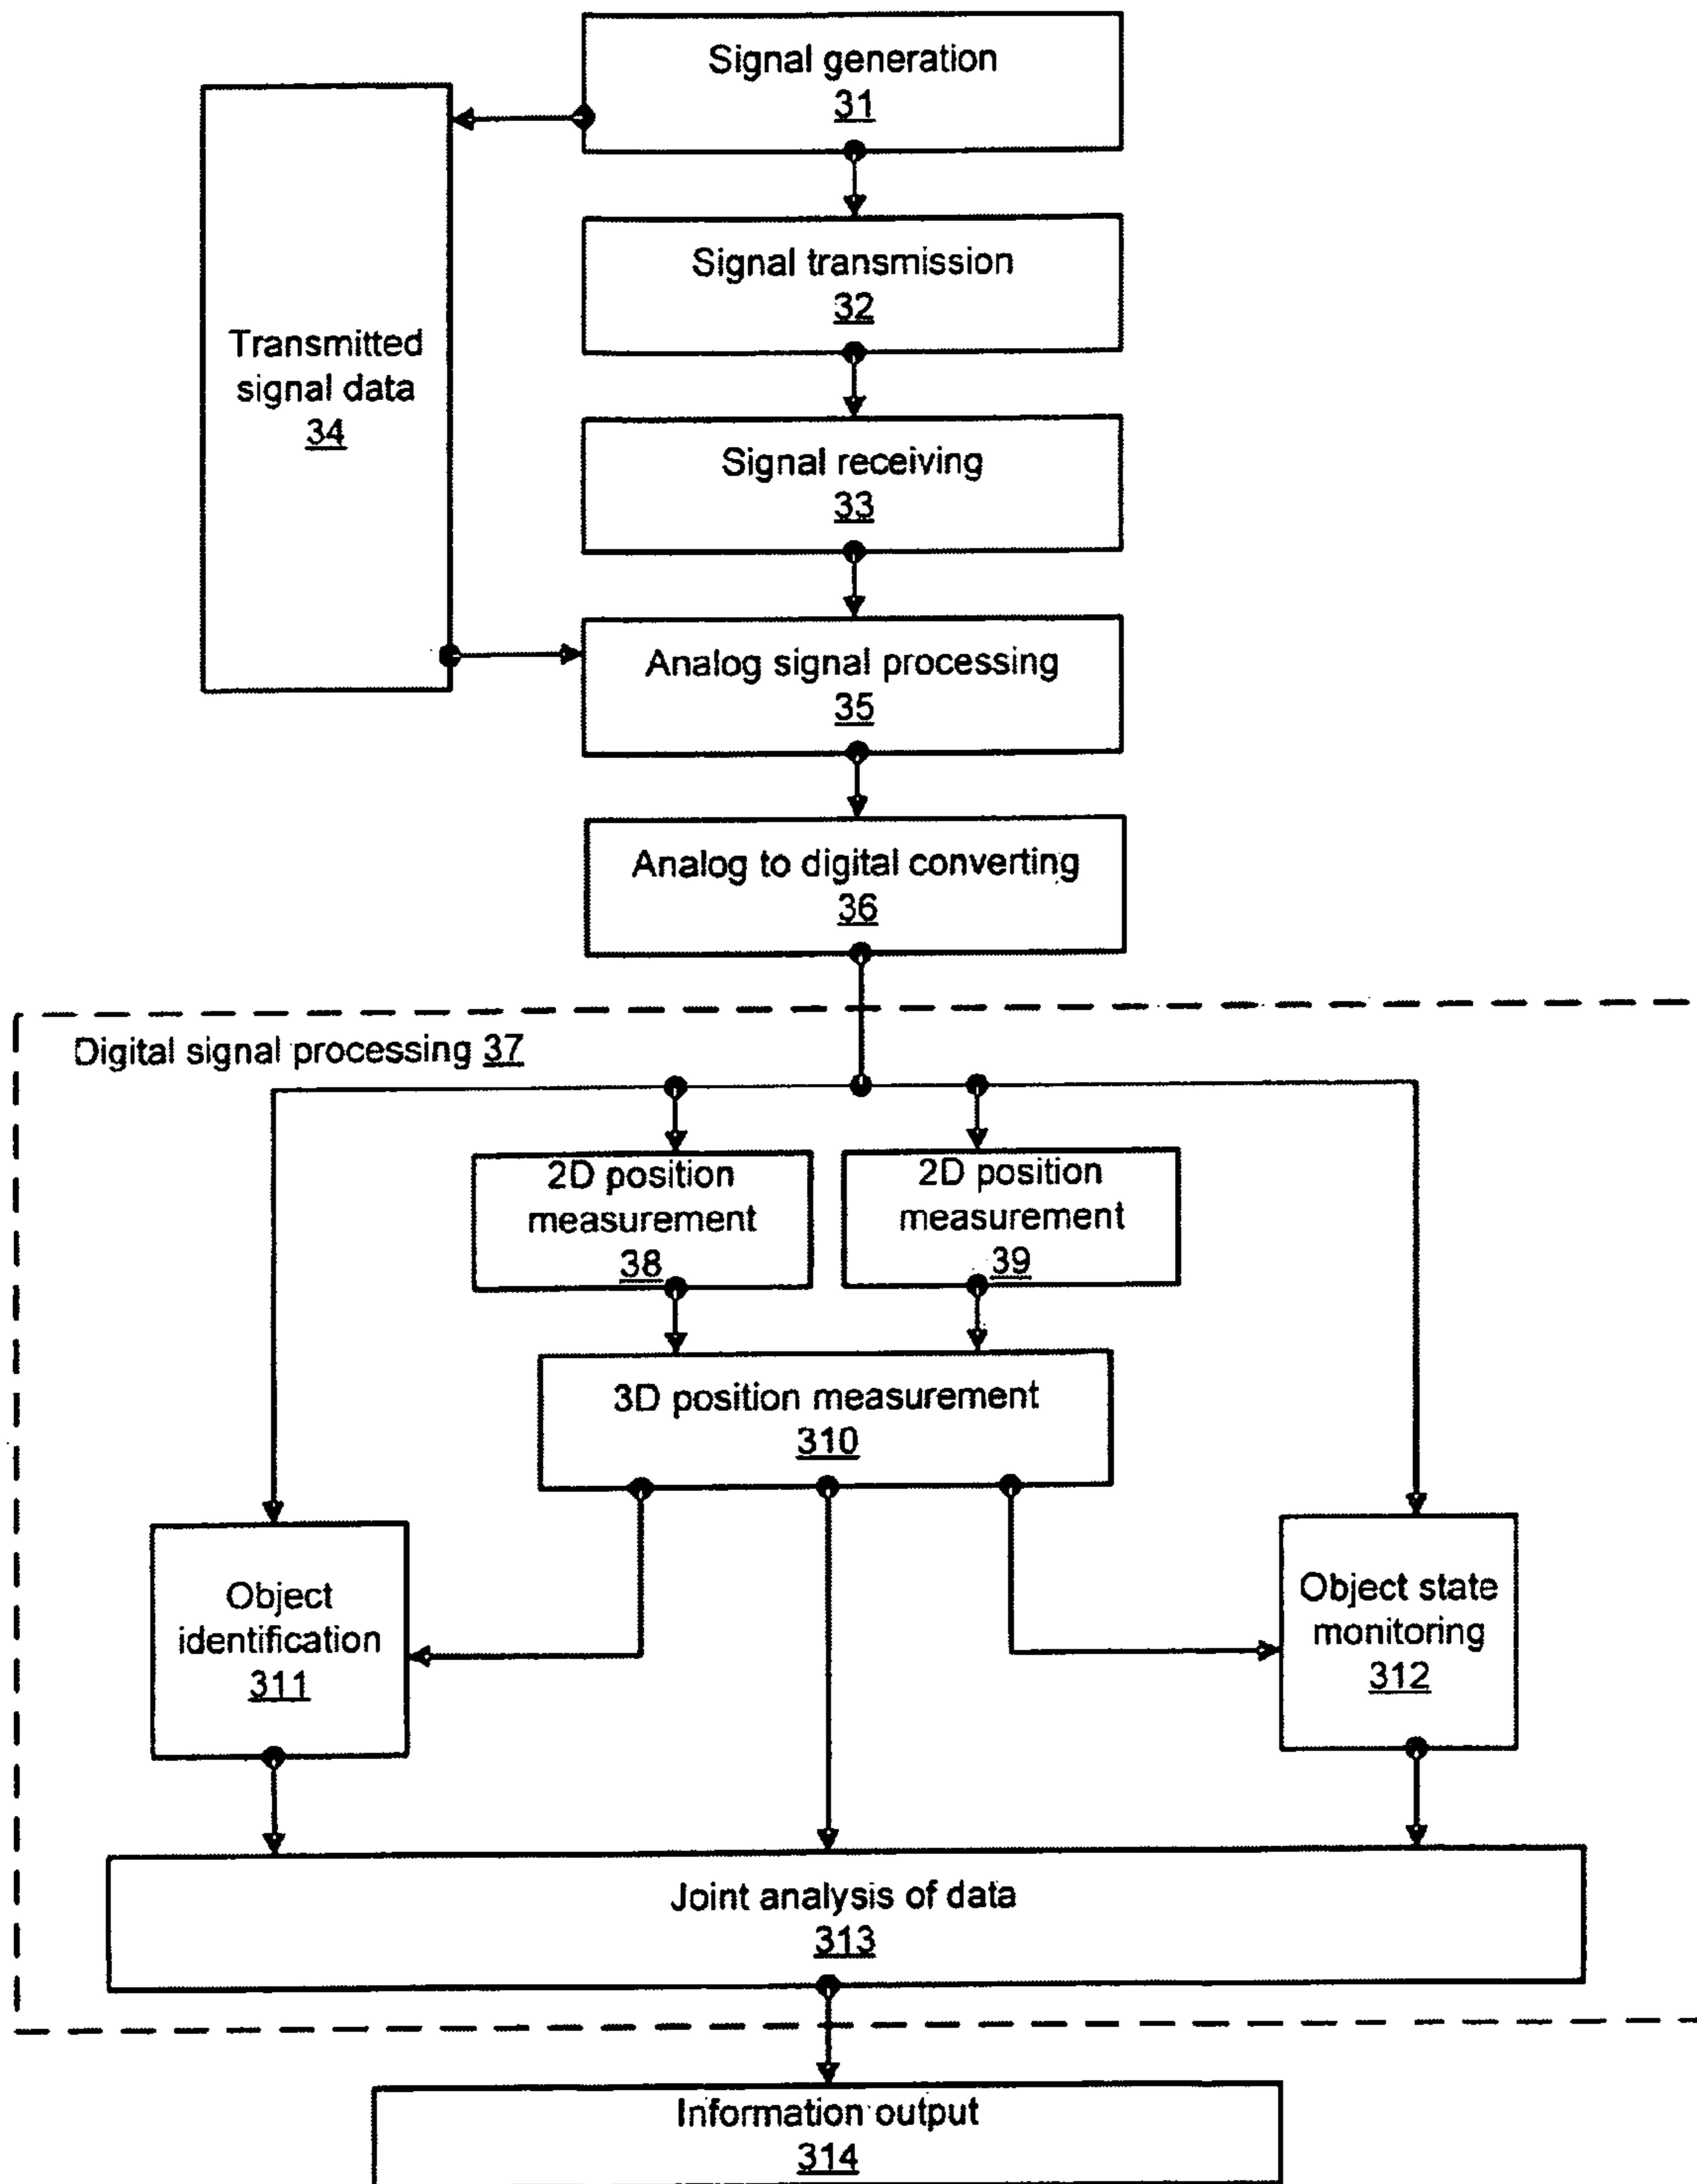 Signal generation
31
Signal transmission
32
Transmitted
signal data
34
Signal receiving
33
Analog signal processing
35
Analog to digital converting
36
Digital signal processing 37
2D position
measurement
38
2D position
measurement
39
3D position measurement
310
Object
identification
311
Object state
monitoring
312
Joint analysis of data
313
Information output
314